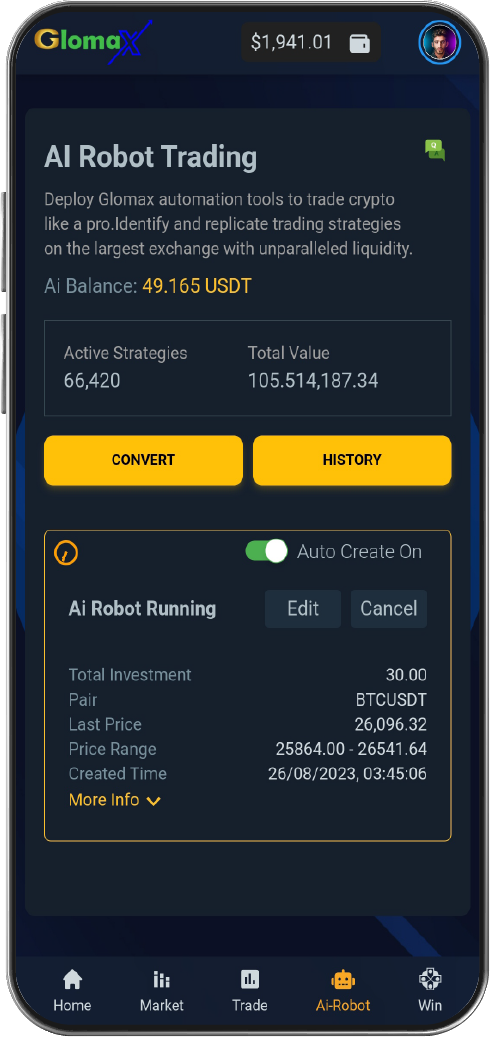 GlomaX
$1,941.01
AI Robot Trading
Deploy Glomax automation tools to trade crypto
like a pro.Identify and replicate trading strategies
on the largest exchange with unparalleled liquidity.
Ai Balance: 49.165 USDT
Active Strategies
Total Value
66,420
105.514,187.34
CONVERT
HISTORY
Auto Create On
Ai Robot Running
Edit
Cancel
Total Investment 30.00
Pair BTCUSDT
Last Price 26,096.32
Price Range 25864.00 - 26541.64
Created Time 26/08/2023, 03:45:06
More Info
Home
Market
Trade
Ai-Robot
Win